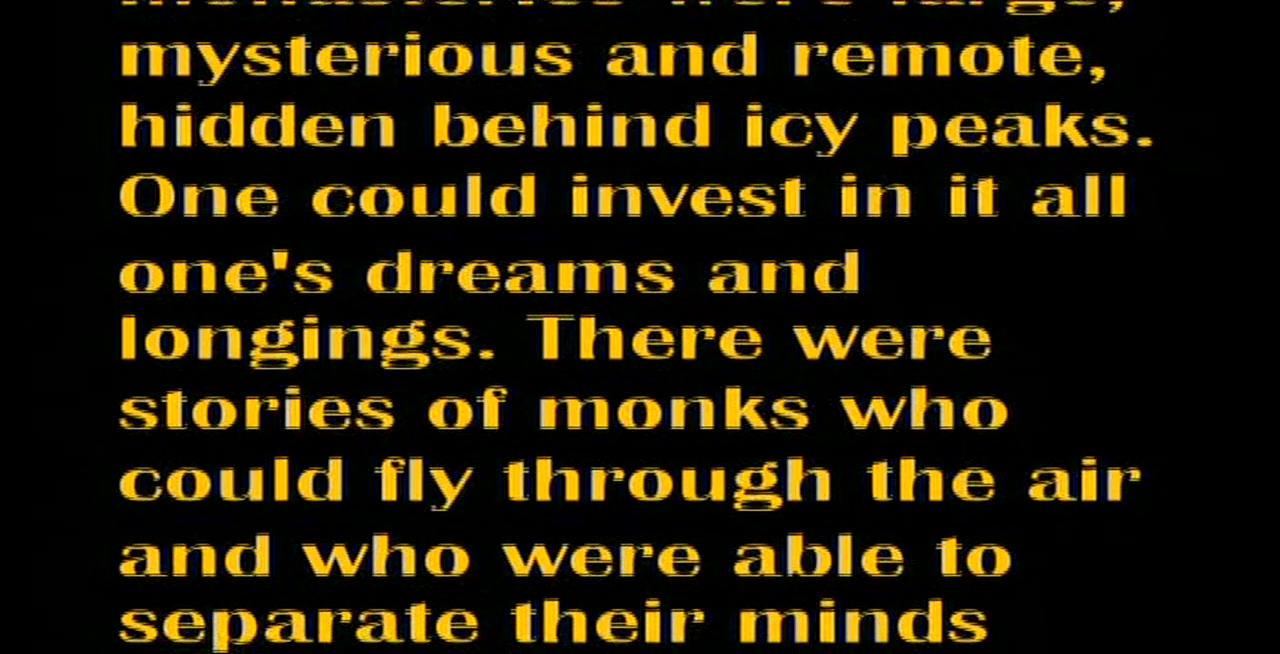 mysterious and remote,
hidden behind icy peaks.
One could invest in it all
one's dreams and
longings. There were
stories of monks who
could fly through the air
and who were able to
separate their minds